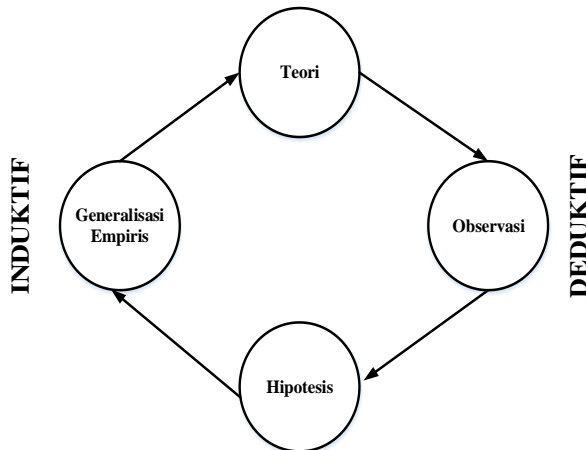 Teori
INDUKTIF
Generalisasi
Empiris
Observasi
DEDUKTIF
Hipotesis